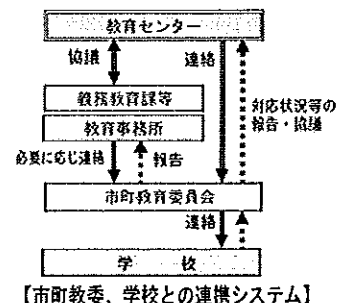 教育センター
協議
連絡
義務教育課等
教育事務所
対応状況等の
報告・協議
必要に応じ連絡
報告
市町教育委員会
連絡
学 校
【市町教委、学校との連携システム】